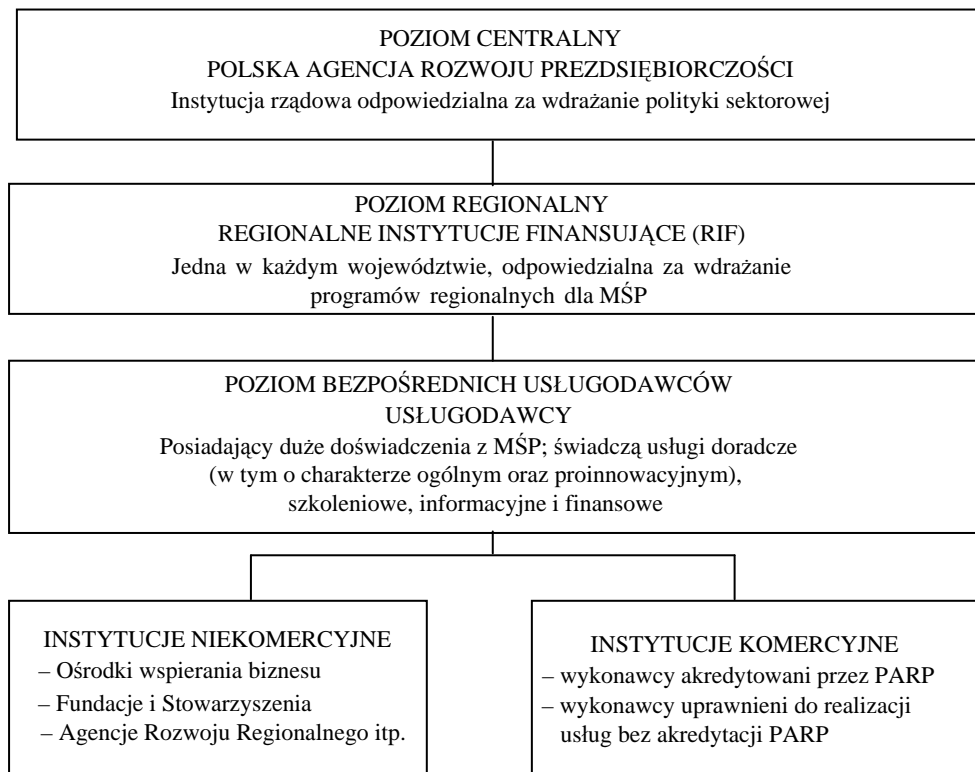 POZIOM CENTRALNY
POLSKA AGENCJA ROZWOJU PREZDSIĘBIORCZOŚCI
Instytucja rządowa odpowiedzialna za wdrażanie polityki sektorowej
POZIOM REGIONALNY
REGIONALNE INSTYTUCJE FINANSUJĄCE (RIF)
Jedna w każdym województwie, odpowiedzialna za wdrażanie
programów regionalnych dla MŚP
POZIOM BEZPOŚREDNICH USŁUGODAWCÓW
USŁUGODAWCY
Posiadający duże doświadczenia z MŚP; świadczą usługi doradcze
(w tym o charakterze ogólnym oraz proinnowacyjnym),
szkoleniowe, informacyjne i finansowe
INSTYTUCJE NIEKOMERCYJNE
– Ośrodki wspierania biznesu
– Fundacje i Stowarzyszenia
– Agencje Rozwoju Regionalnego itp.
INSTYTUCJE KOMERCYJNE
– wykonawcy akredytowani przez PARP
– wykonawcy uprawnieni do realizacji
usług bez akredytacji PARP